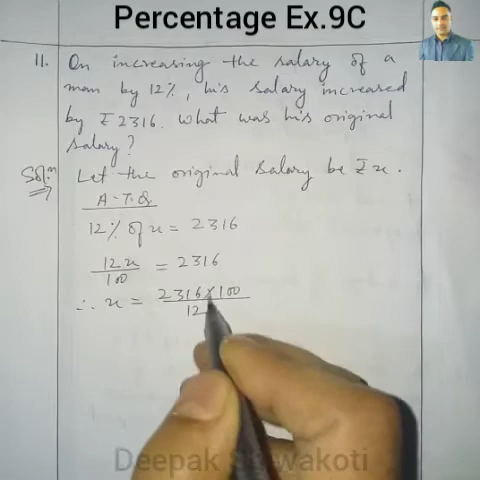 Percentage Ex.9C
11. On increasing the salary of a
man by 12%, his salary increased
by ₹2316. What was his original
salary?
Solⁿ Let the original salary be ₹x.
A.T.Q
12% of x = 2316
12x/100 = 2316
∴ x = 2316×100/12
Deepak